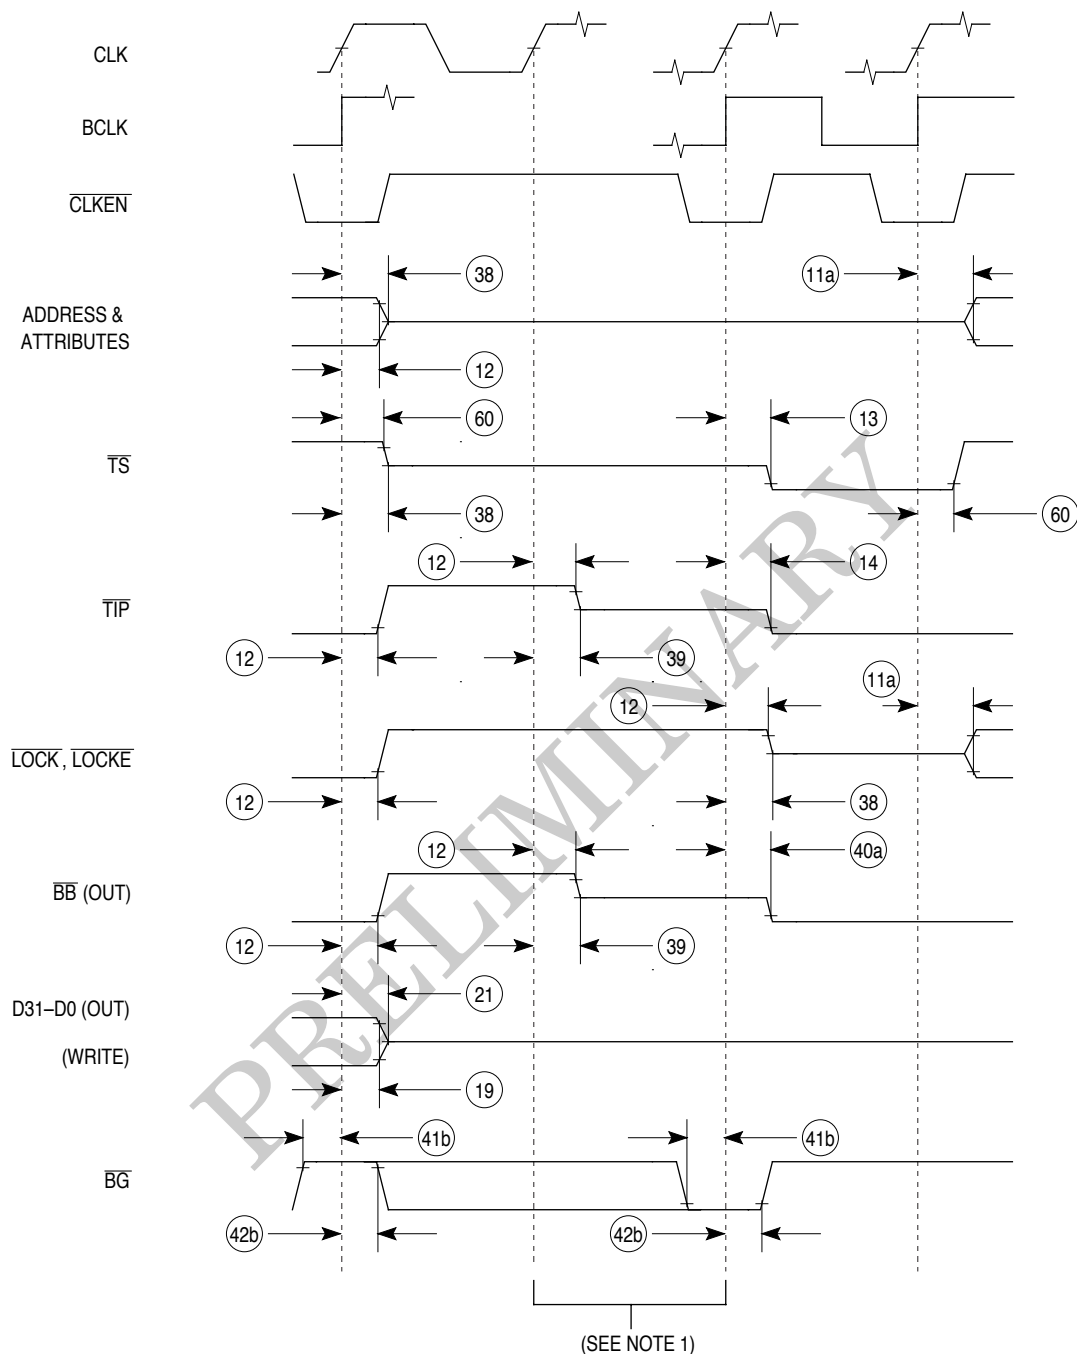 CLK
BCLK
CLKEN
38
11a
ADDRESS &
ATTRIBUTES
12
60
13
TS
38
60
12
14
TIP
12
39
11a
12
LOCK, LOCKE
12
38
12
40a
BB (OUT)
12
39
21
D31–D0 (OUT)
(WRITE)
19
41b
41b
BG
42b
42b
(SEE NOTE 1)
PRELIMINARY